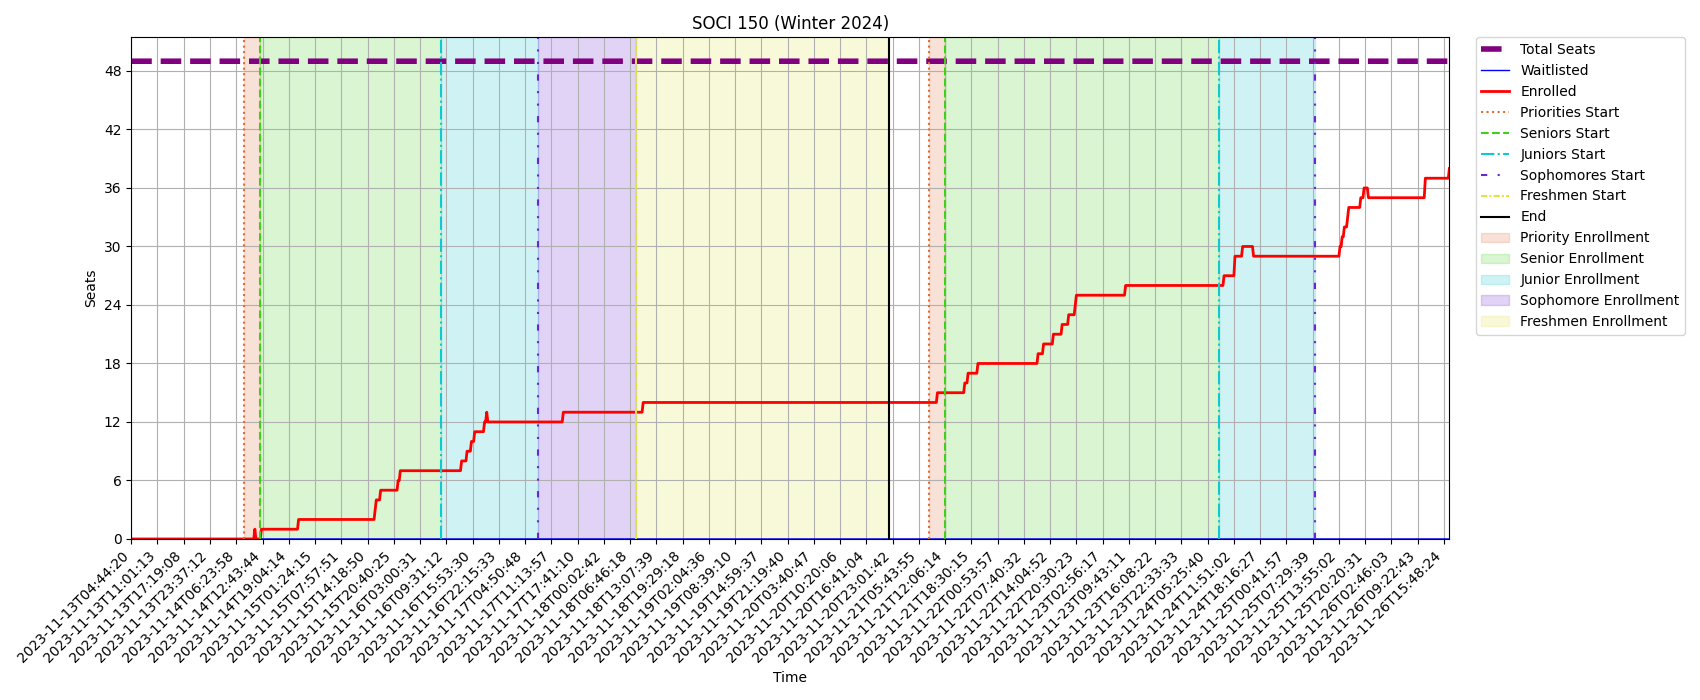 SOCI 150 (Winter 2024)
Seats
48
42
36
30
24
18
12
6
0
2023-11-13T04:44:20
2023-11-13T11:01:13
2023-11-13T17:19:08
2023-11-13T23:37:12
2023-11-14T06:23:58
2023-11-14T12:43:44
2023-11-14T19:04:14
2023-11-15T01:24:15
2023-11-15T07:57:51
2023-11-15T14:18:50
2023-11-15T20:40:25
2023-11-16T03:00:31
2023-11-16T09:31:12
2023-11-16T15:53:30
2023-11-16T22:15:33
2023-11-17T04:50:48
2023-11-17T11:13:57
2023-11-17T17:41:10
2023-11-18T00:02:42
2023-11-18T06:46:18
2023-11-18T13:07:39
2023-11-18T19:29:18
2023-11-19T02:04:36
2023-11-19T08:39:10
2023-11-19T14:59:37
2023-11-19T21:19:40
2023-11-20T03:40:47
2023-11-20T10:20:06
2023-11-20T16:41:04
2023-11-20T23:01:42
2023-11-21T05:43:55
2023-11-21T12:06:14
2023-11-21T18:30:15
2023-11-22T00:53:57
2023-11-22T07:40:32
2023-11-22T14:04:52
2023-11-22T20:30:23
2023-11-23T02:56:17
2023-11-23T09:43:11
2023-11-23T16:08:22
2023-11-23T22:33:33
2023-11-24T05:25:40
2023-11-24T11:51:02
2023-11-24T18:16:27
2023-11-25T00:41:57
2023-11-25T07:29:39
2023-11-25T13:55:02
2023-11-25T20:20:31
2023-11-26T02:46:03
2023-11-26T09:22:43
2023-11-26T15:48:24
Time
Total Seats
Waitlisted
Enrolled
Priorities Start
Seniors Start
Juniors Start
Sophomores Start
Freshmen Start
End
Priority Enrollment
Senior Enrollment
Junior Enrollment
Sophomore Enrollment
Freshmen Enrollment